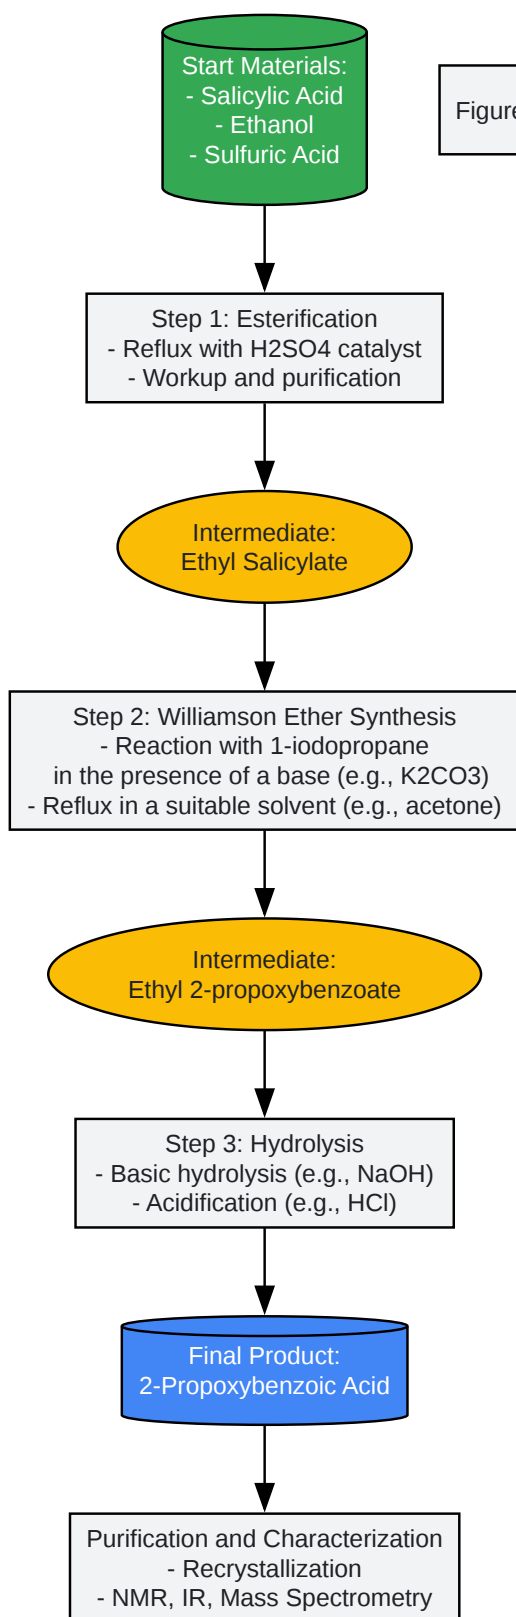 Start Materials:
- Salicylic Acid
- Ethanol
- Sulfuric Acid
Figure
Step 1: Esterification
- Reflux with H2SO4 catalyst
- Workup and purification
Intermediate:
Ethyl Salicylate
Step 2: Williamson Ether Synthesis
- Reaction with 1-iodopropane
in the presence of a base (e.g., K2CO3)
- Reflux in a suitable solvent (e.g., acetone)
Intermediate:
Ethyl 2-propoxybenzoate
Step 3: Hydrolysis
- Basic hydrolysis (e.g., NaOH)
- Acidification (e.g., HCl)
Final Product:
2-Propoxybenzoic Acid
Purification and Characterization
- Recrystallization
- NMR, IR, Mass Spectrometry